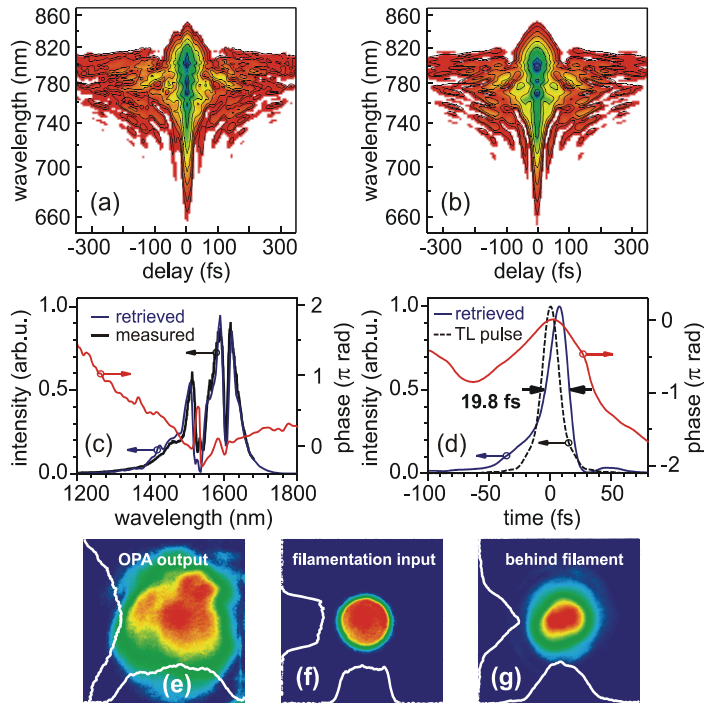 860
820
780
740
700
660
wavelength (nm)
(a)
-300 -100 0 100 300
delay (fs)
860
820
780
740
700
660
wavelength (nm)
(b)
-300 -100 0 100 300
delay (fs)
1.0
0.5
0.0
intensity (arb.u.)
retrieved
measured
2
1
0
phase (π rad)
(c)
1200 1400 1600 1800
wavelength (nm)
1.0
0.5
0.0
intensity (arb.u.)
retrieved
TL pulse
19.8 fs
0
-1
-2
phase (π rad)
(d)
-100 -50 0 50
time (fs)
OPA output
(e)
filamentation input
(f)
behind filament
(g)